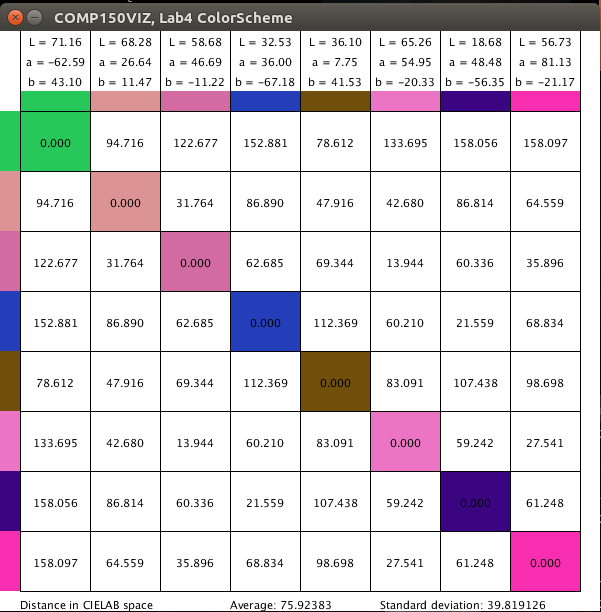 COMP150VIZ, Lab4 ColorScheme
L = 71.16 L = 68.28 L = 58.68 L = 32.53 L = 36.10 L = 65.26 L = 18.68 L = 56.73
a = -62.59 a = 26.64 a = 46.69 a = 36.00 a = 7.75 a = 54.95 a = 48.48 a = 81.13
b = 43.10 b = 11.47 b = -11.22 b = -67.18 b = 41.53 b = -20.33 b = -56.35 b = -21.17
0.000 94.716 122.677 152.881 78.612 133.695 158.056 158.097
94.716 0.000 31.764 86.890 47.916 42.680 86.814 64.559
122.677 31.764 0.000 62.685 69.344 13.944 60.336 35.896
152.881 86.890 62.685 0.000 112.369 60.210 21.559 68.834
78.612 47.916 69.344 112.369 0.000 83.091 107.438 98.698
133.695 42.680 13.944 60.210 83.091 0.000 59.242 27.541
158.056 86.814 60.336 21.559 107.438 59.242 0.000 61.248
158.097 64.559 35.896 68.834 98.698 27.541 61.248 0.000
Distance in CIELAB space Average: 75.92383 Standard deviation: 39.819126